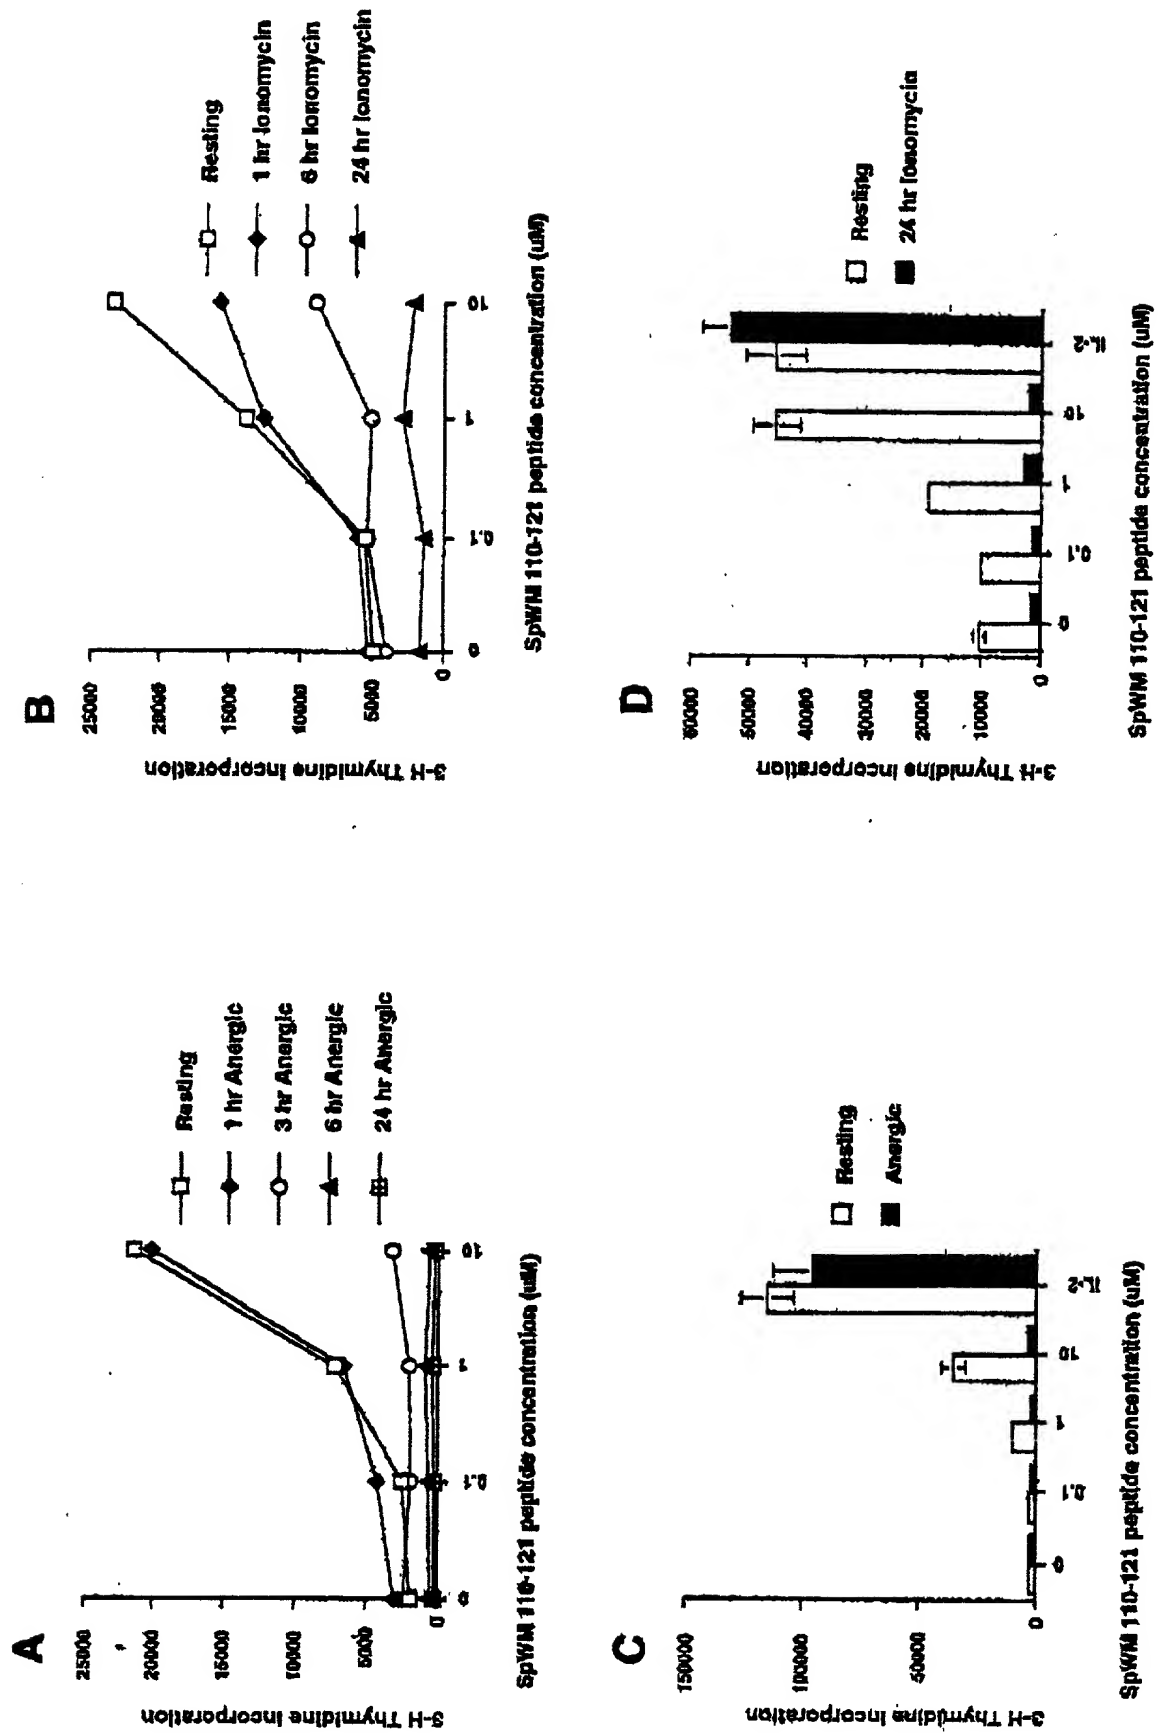 A
3-H Thymidine incorporation
25000
20000
15000
10000
5000
0
0
0.1
1
10
SpWM 110-121 peptide concentration (uM)
Resting
1 hr Anergic
3 hr Anergic
6 hr Anergic
24 hr Anergic
B
3-H Thymidine incorporation
25000
20000
15000
10000
5000
0
0
0.1
1
10
SpWM 110-121 peptide concentration (uM)
Resting
1 hr Ionomycin
6 hr Ionomycin
24 hr Ionomycin
C
3-H Thymidine incorporation
150000
100000
50000
0
0
0.1
1
10
IL-2
SpWM 110-121 peptide concentration (uM)
Resting
Anergic
D
3-H Thymidine incorporation
60000
50000
40000
30000
20000
10000
0
0
0.1
1
10
IL-2
SpWM 110-121 peptide concentration (uM)
Resting
24 hr Ionomycin